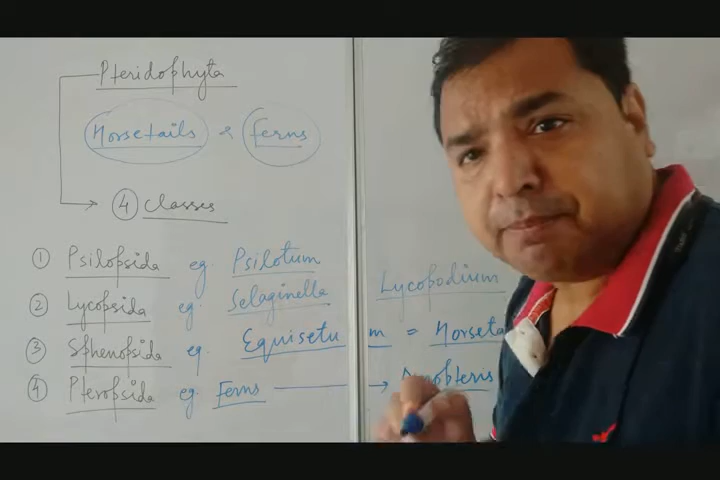 Pteridophyta
Horsetails & ferns
④ classes
① Psilopsida eg. Psilotum
② Lycopsida eg. Selaginella Lycopodium
③ Sphenopsida eg. Equisetum = Horseta
④ Pteropsida eg. Ferns →